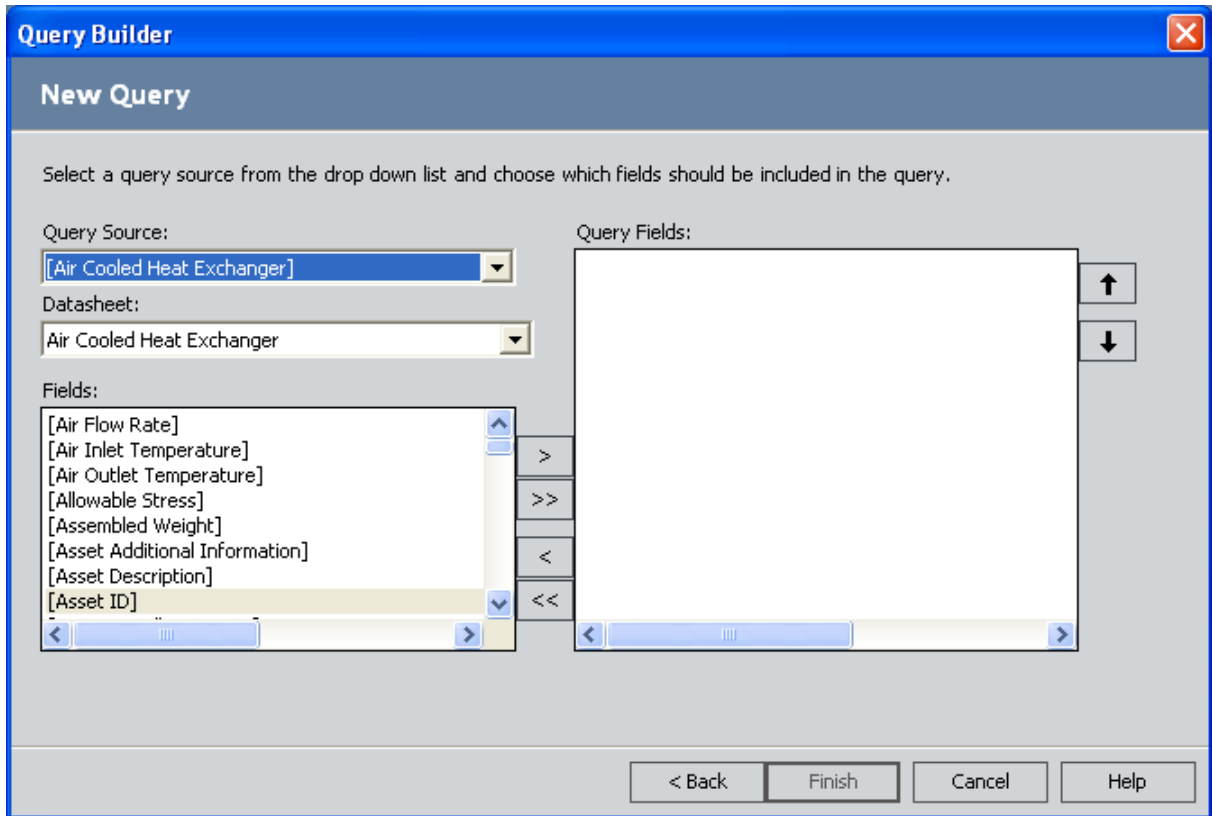 Query Builder
New Query
Select a query source from the drop down list and choose which fields should be included in the query.
Query Source:
[Air Cooled Heat Exchanger]
Datasheet:
Air Cooled Heat Exchanger
Fields:
[Air Flow Rate]
[Air Inlet Temperature]
[Air Outlet Temperature]
[Allowable Stress]
[Assembled Weight]
[Asset Additional Information]
[Asset Description]
[Asset ID]
>
>>
<
<<
Query Fields:
< Back
Finish
Cancel
Help